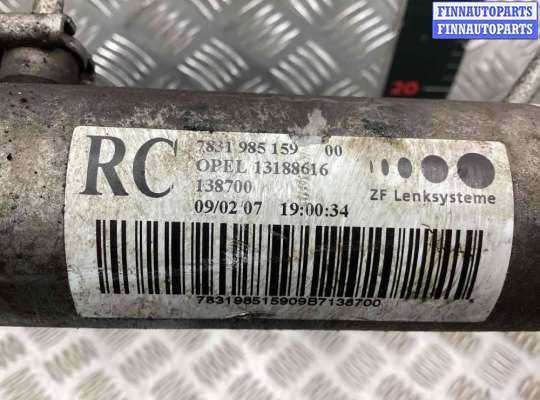 FINNAUTOPARTS
FINNAUTOPARTS
20
RC
7831 985 159 00
OPEL 13188616
138700
09/02/07 19:00:34
ZF Lenksysteme
783198515909B7138700